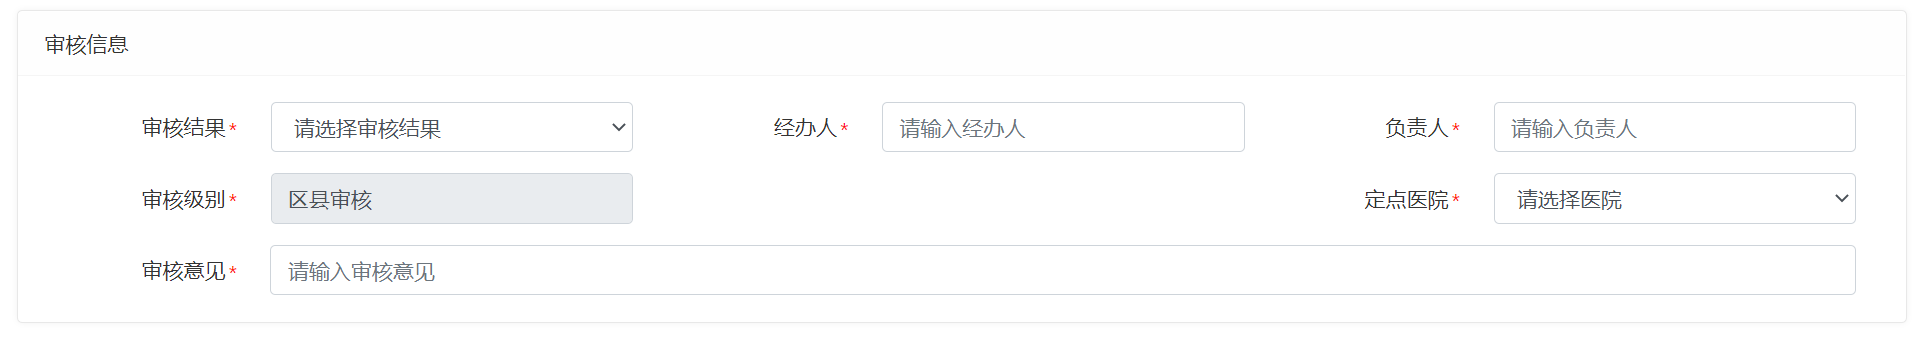 审核信息
审核结果* 请选择审核结果 经办人* 请输入经办人 负责人* 请输入负责人
审核级别* 区县审核 定点医院* 请选择医院
审核意见* 请输入审核意见